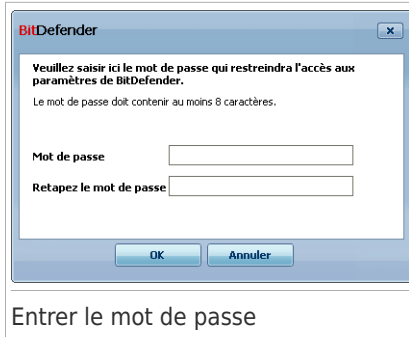 BitDefender
Veuillez saisir ici le mot de passe qui restreindra l'accès aux
paramètres de BitDefender.
Le mot de passe doit contenir au moins 8 caractères.
Mot de passe
Retapez le mot de passe
OK Annuler
Entrer le mot de passe